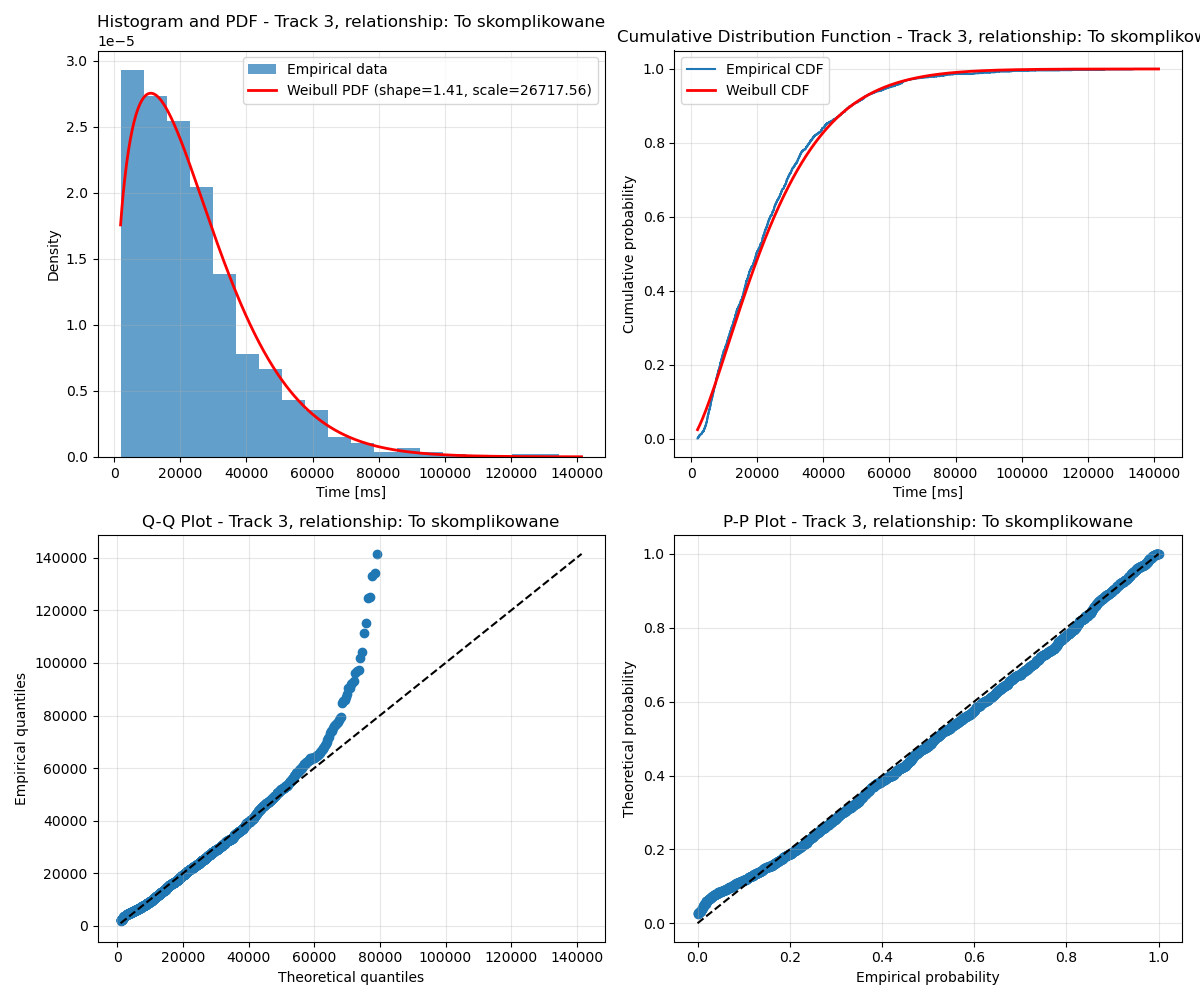 Histogram and PDF - Track 3, relationship: To skomplikowane
1e−5
3.0
2.5
2.0
1.5
1.0
0.5
0.0
Density
Empirical data
Weibull PDF (shape=1.41, scale=26717.56)
0 20000 40000 60000 80000 100000 120000 140000
Time [ms]
Cumulative Distribution Function - Track 3, relationship: To skomplikow
1.0
0.8
0.6
0.4
0.2
0.0
Cumulative probability
Empirical CDF
Weibull CDF
0 20000 40000 60000 80000 100000 120000 140000
Time [ms]
Q-Q Plot - Track 3, relationship: To skomplikowane
140000
120000
100000
80000
60000
40000
20000
0
Empirical quantiles
0 20000 40000 60000 80000 100000 120000 140000
Theoretical quantiles
P-P Plot - Track 3, relationship: To skomplikowane
1.0
0.8
0.6
0.4
0.2
0.0
Theoretical probability
0.0 0.2 0.4 0.6 0.8 1.0
Empirical probability